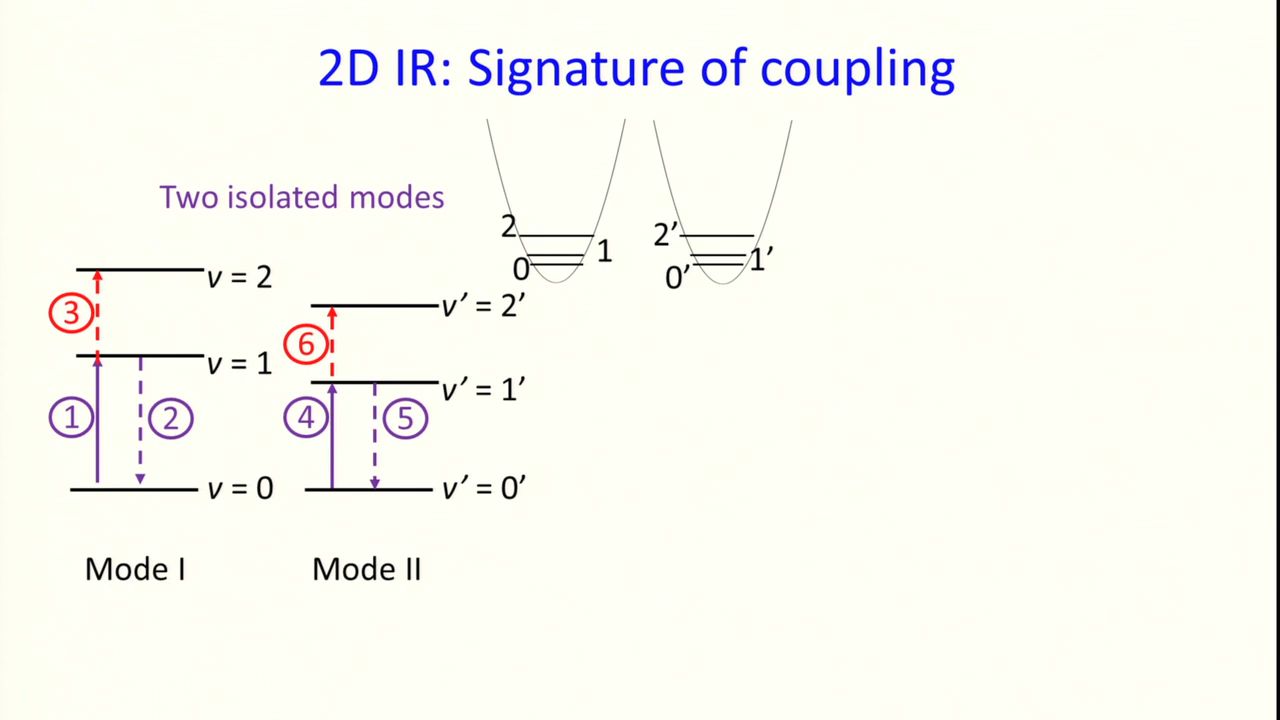 2D IR: Signature of coupling
Two isolated modes
2
1
0
2’
1’
0’
v = 2
v’ = 2’
3
6
v = 1
v’ = 1’
1
2
4
5
v = 0
v’ = 0’
Mode I
Mode II